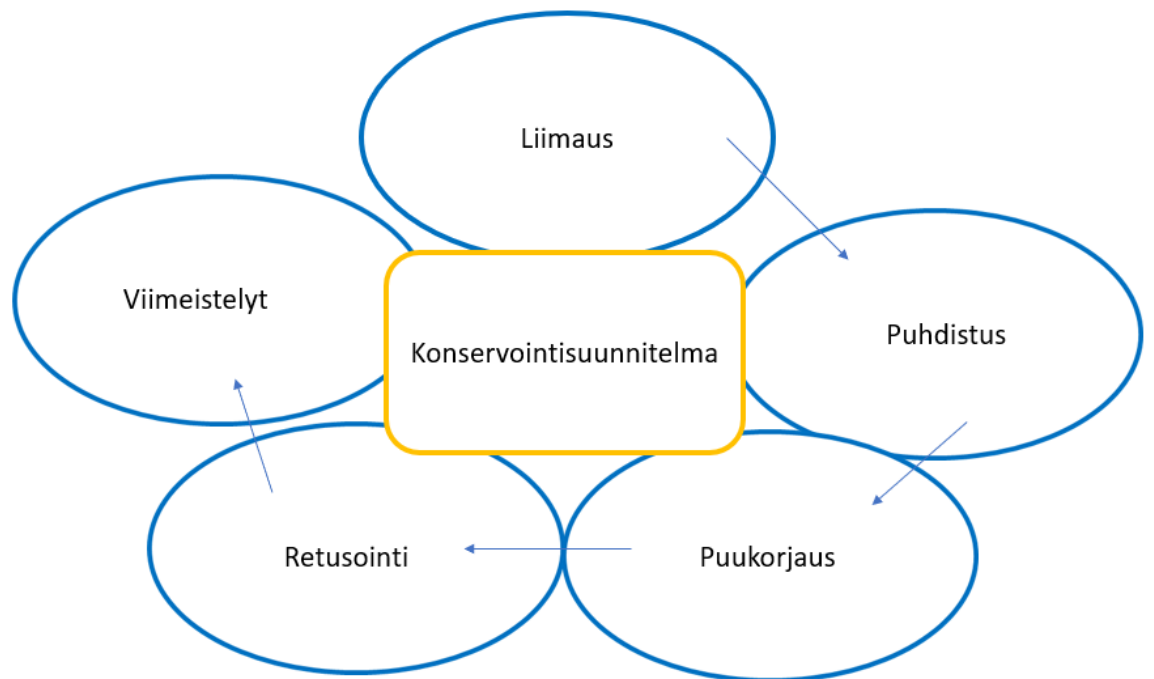 Liimaus
Viimeistelyt
Puhdistus
Konservointisuunnitelma
Retusointi
Puukorjaus